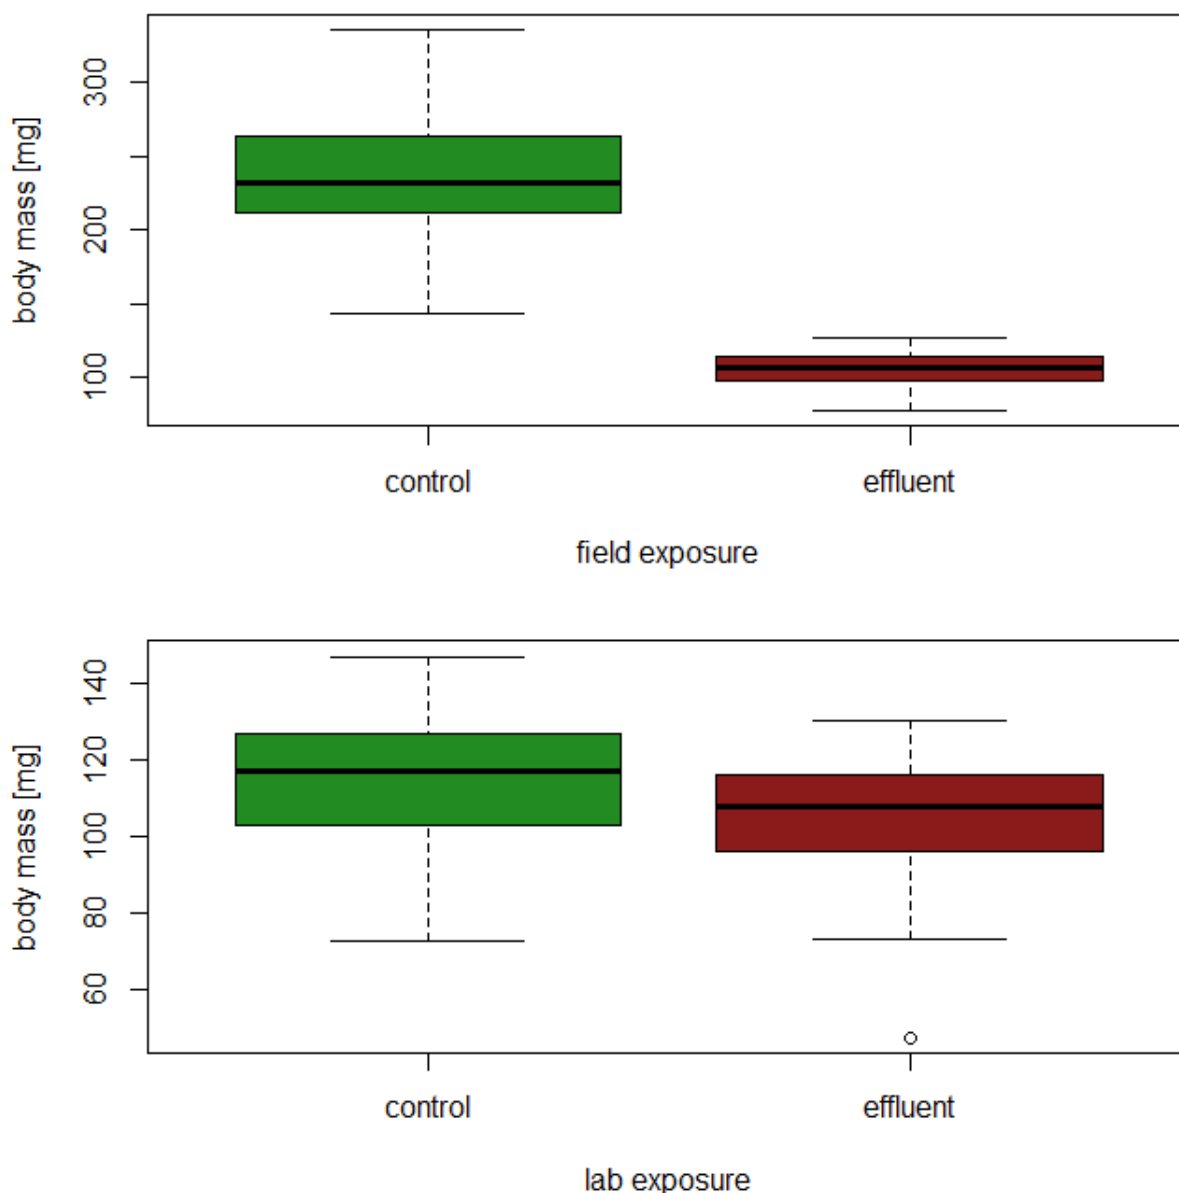 body mass [mg]
300
200
100
control
effluent
field exposure
body mass [mg]
140
120
100
80
60
control
effluent
lab exposure